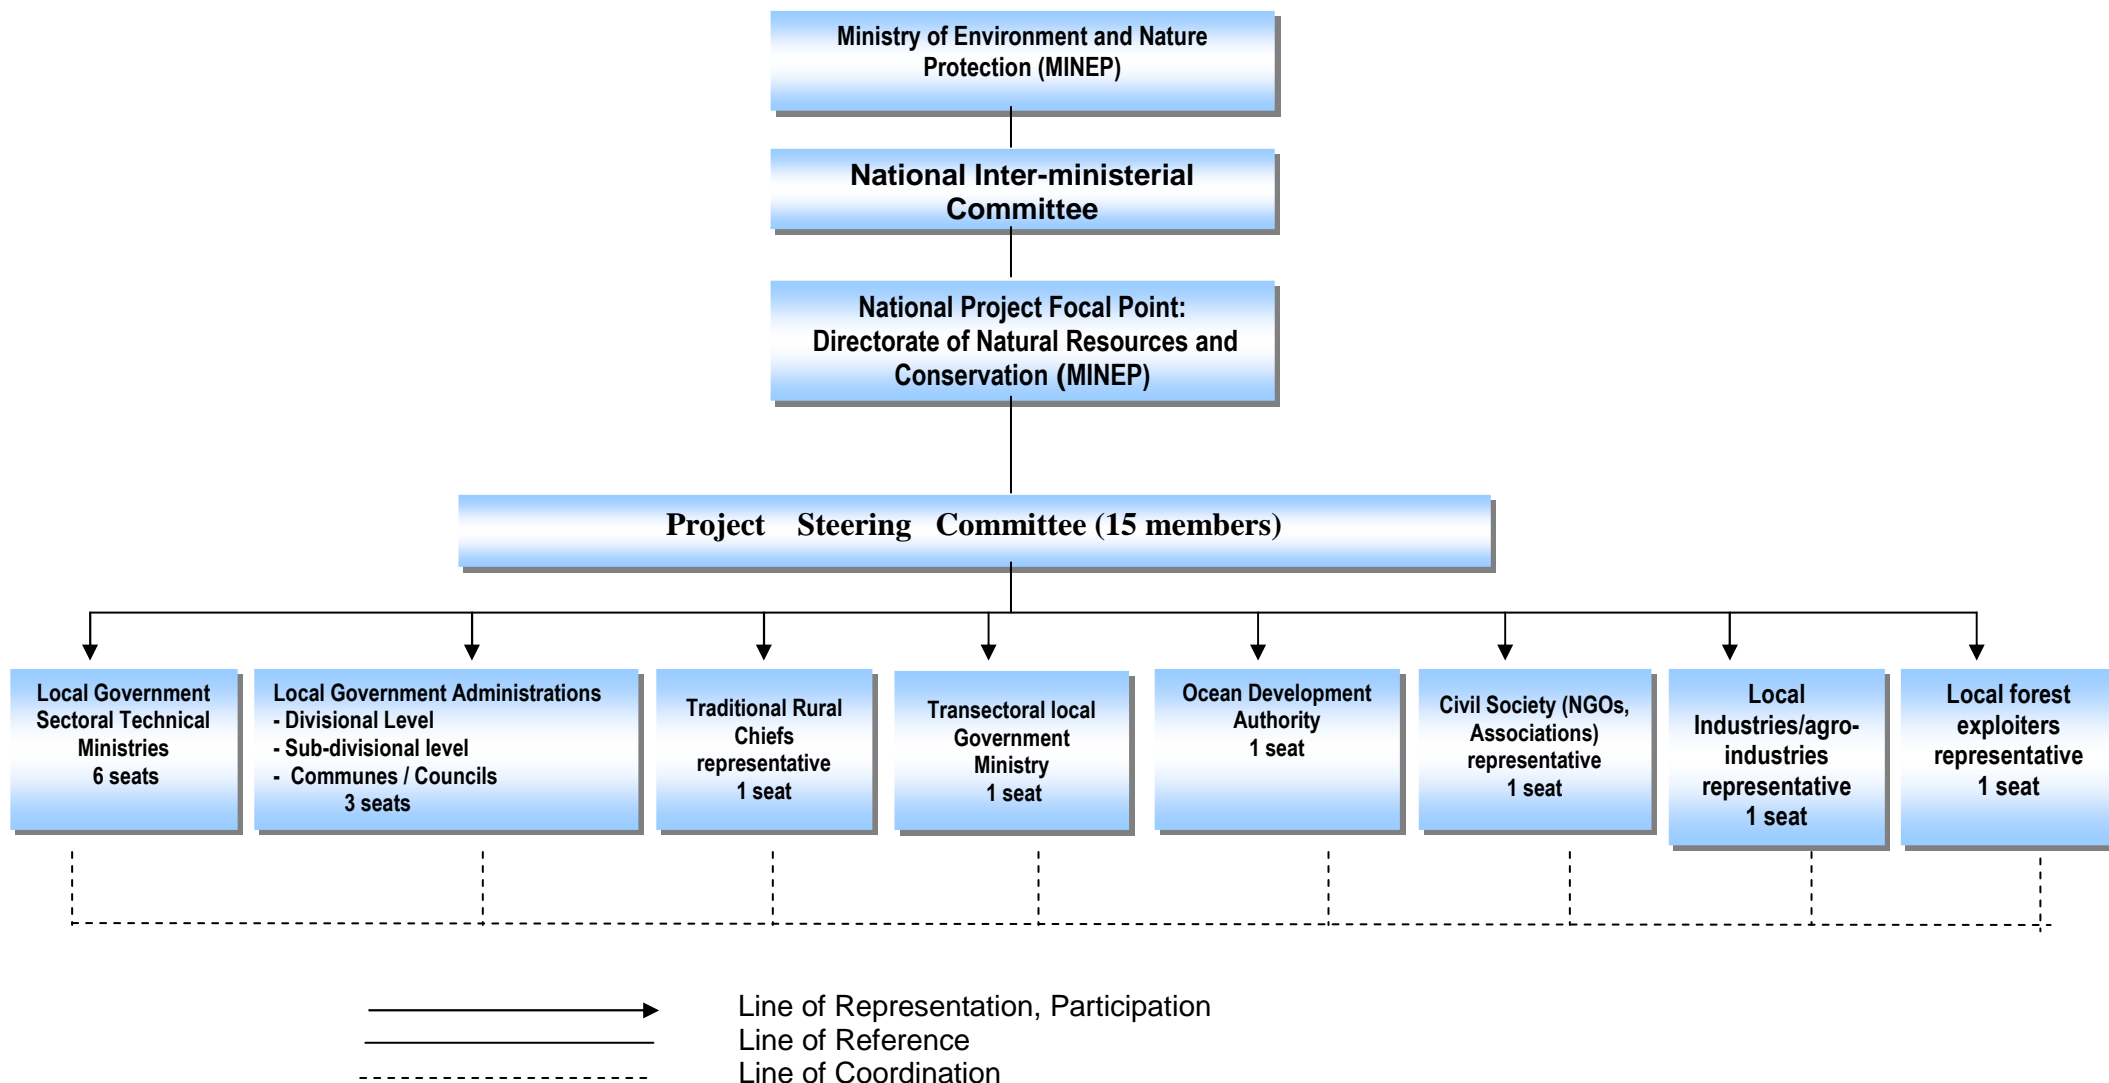 Ministry of Environment and Nature
Protection (MINEP)
National Inter-ministerial
Committee
National Project Focal Point:
Directorate of Natural Resources and
Conservation (MINEP)
Project Steering Committee (15 members)
Local Government
Sectoral Technical
Ministries
6 seats
Local Government Administrations
- Divisional Level
- Sub-divisional level
- Communes / Councils
3 seats
Traditional Rural
Chiefs
representative
1 seat
Transectoral local
Government
Ministry
1 seat
Ocean Development
Authority
1 seat
Civil Society (NGOs,
Associations)
representative
1 seat
Local
Industries/agro-
industries
representative
1 seat
Local forest
exploiters
representative
1 seat
Line of Representation, Participation
Line of Reference
Line of Coordination